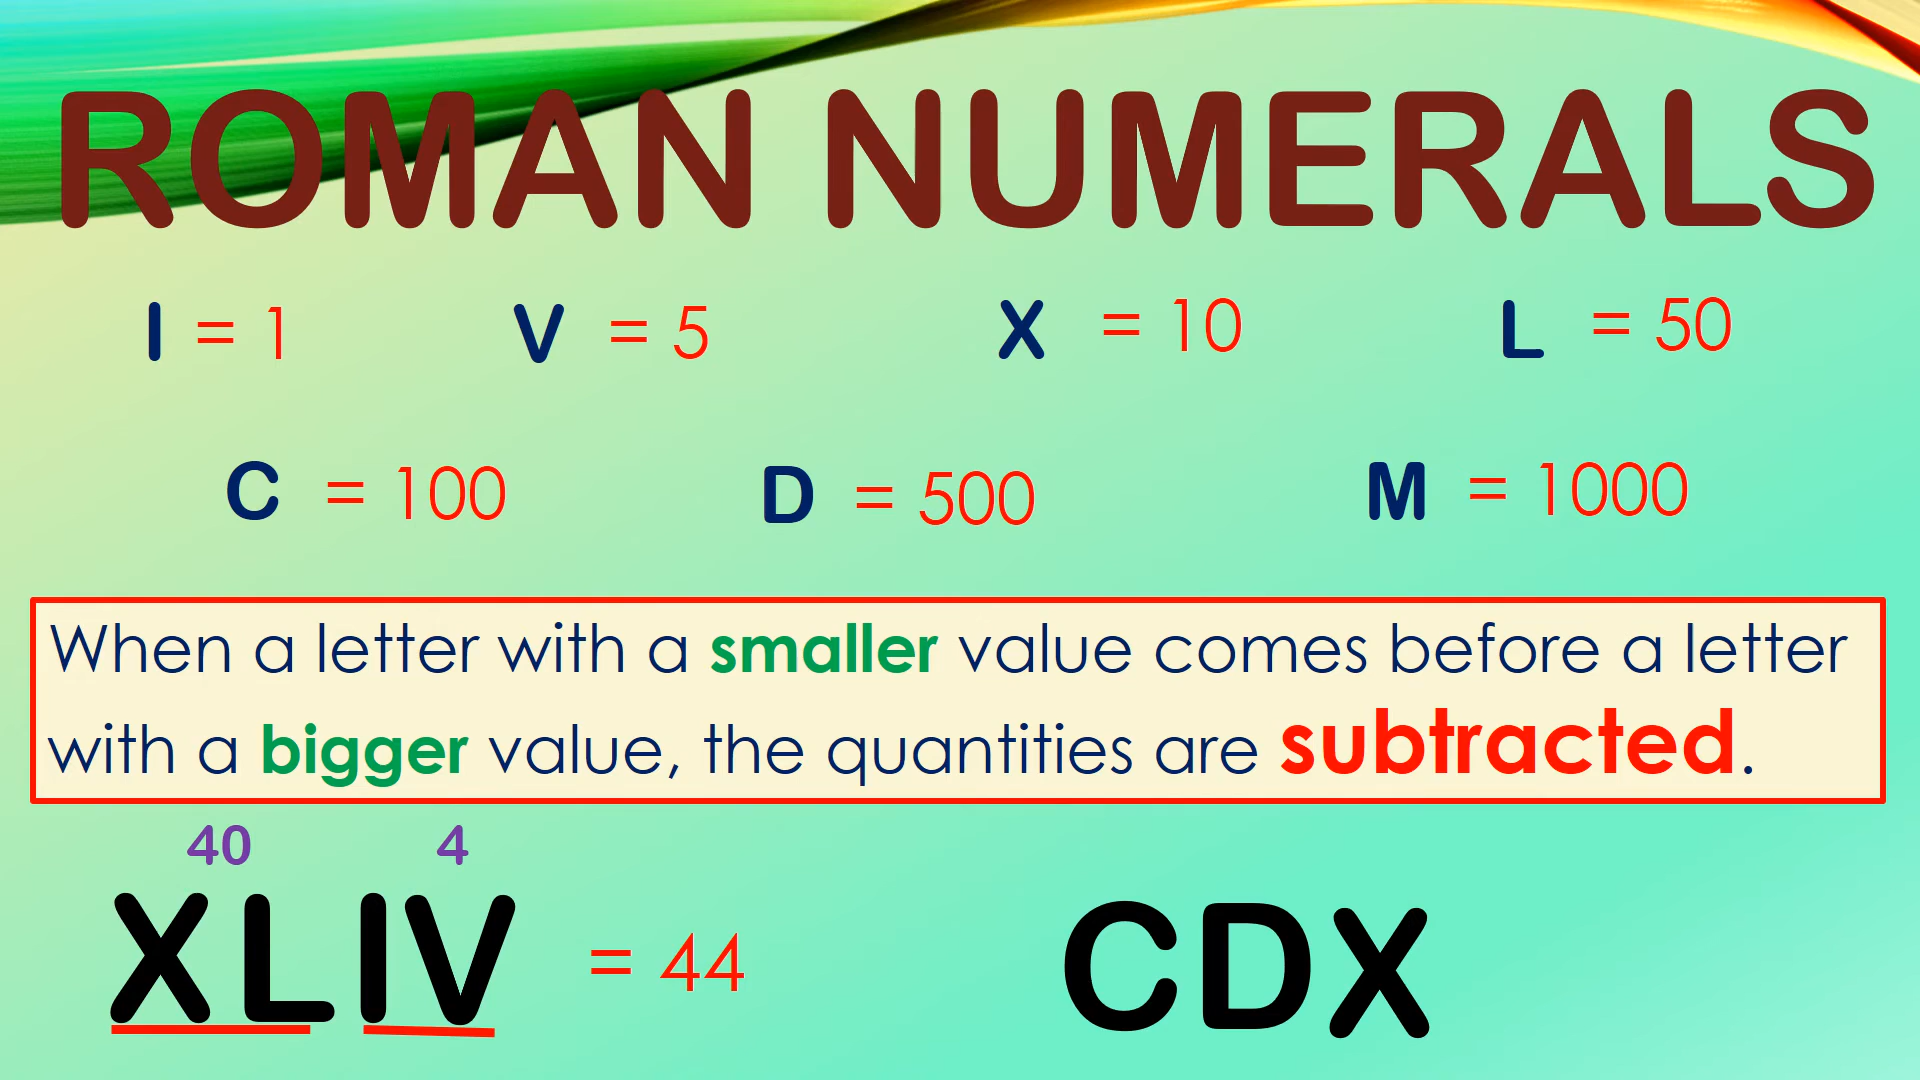 ROMAN NUMERALS
I = 1 V = 5 X = 10 L = 50
C = 100 D = 500 M = 1000
When a letter with a smaller value comes before a letter
with a bigger value, the quantities are subtracted.
40 4
XLIV = 44 CDX